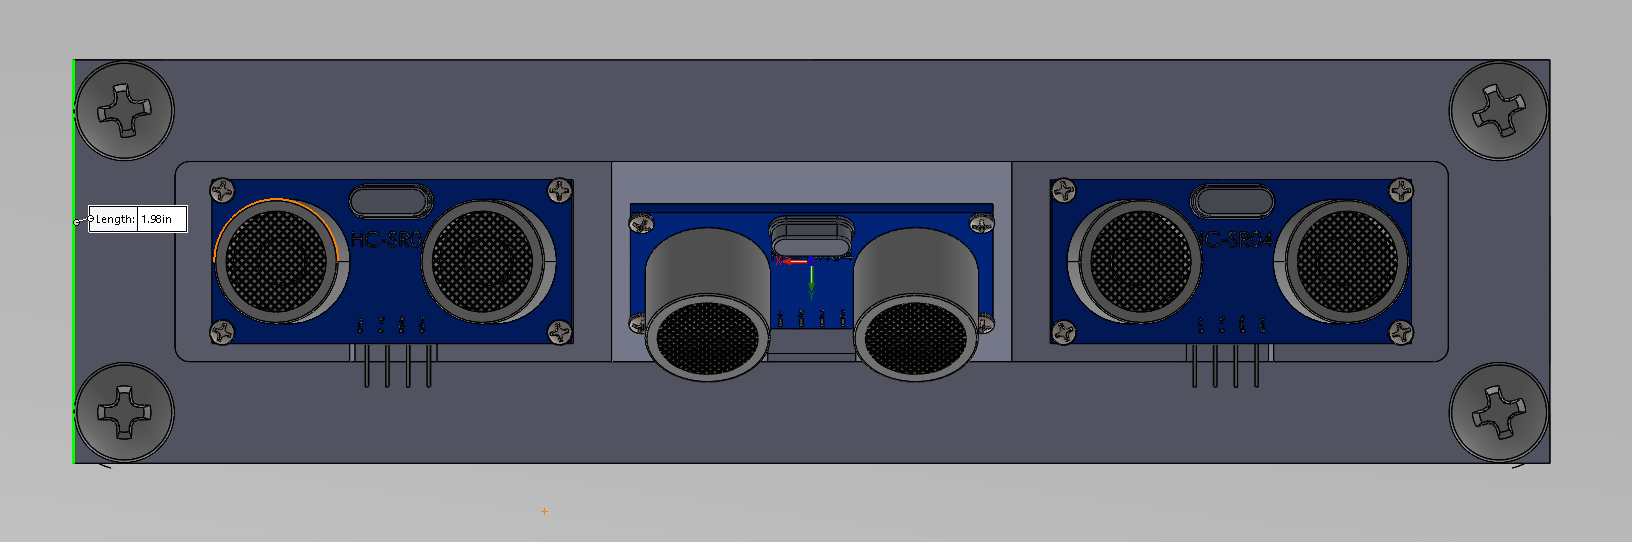 length: 1.98in
HC-SR0
HC-SR04
X
Y